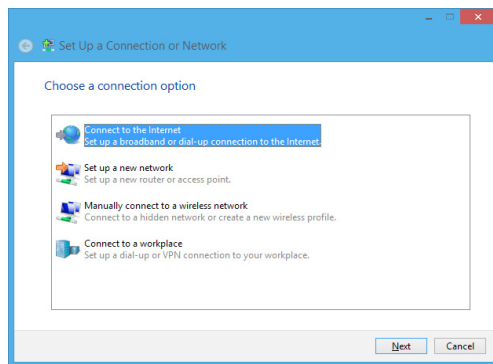 Set Up a Connection or Network
Choose a connection option
Connect to the Internet
Set up a broadband or dial-up connection to the Internet.
Set up a new network
Set up a new router or access point.
Manually connect to a wireless network
Connect to a hidden network or create a new wireless profile.
Connect to a workplace
Set up a dial-up or VPN connection to your workplace.
Next Cancel